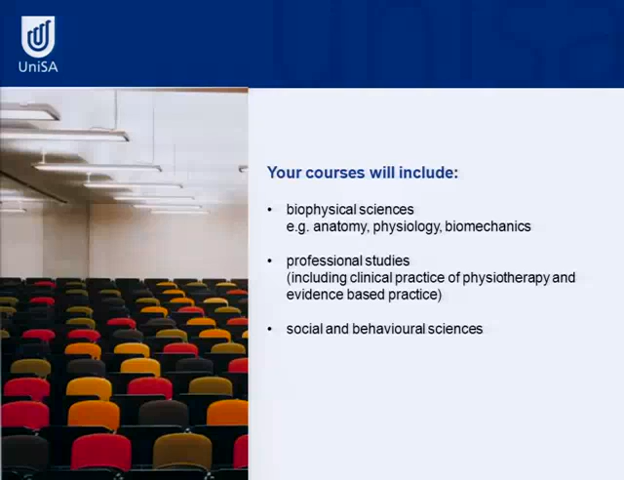 UniSA
Your courses will include:
• biophysical sciences
e.g. anatomy, physiology, biomechanics
• professional studies
(including clinical practice of physiotherapy and
evidence based practice)
• social and behavioural sciences